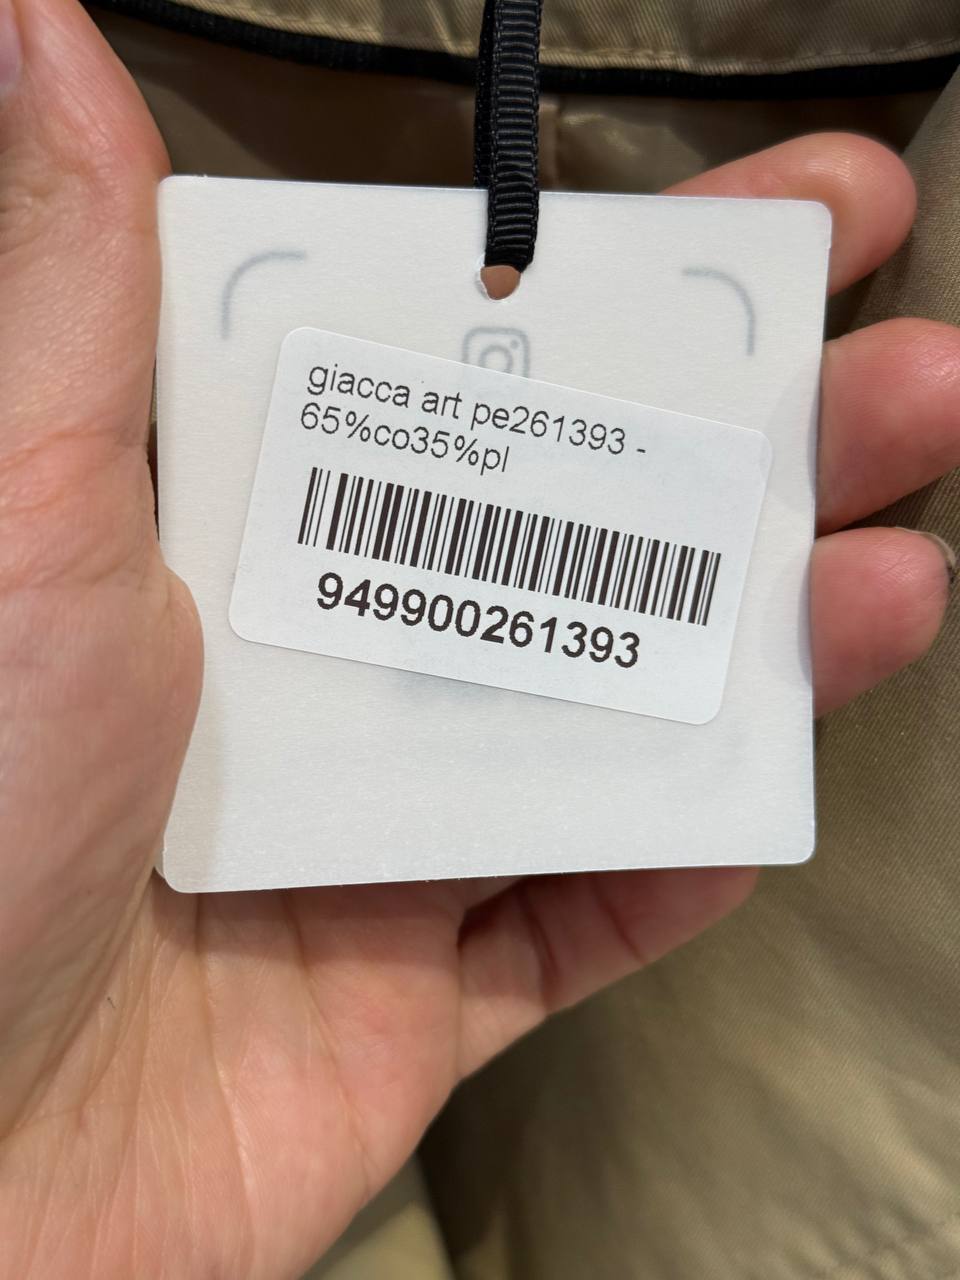 giacca art pe261393 -
65%co35%pl
949900261393